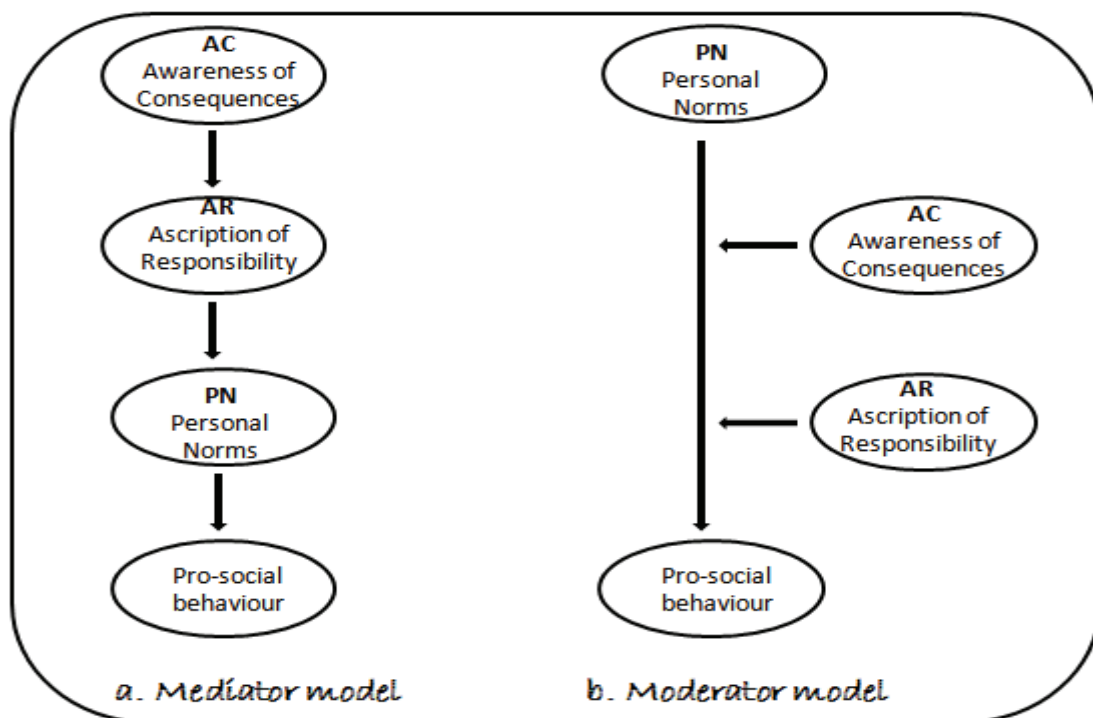 AC
Awareness of
Consequences
AR
Ascription of
Responsibility
PN
Personal
Norms
Pro-social
behaviour
a. Mediator model
PN
Personal
Norms
AC
Awareness of
Consequences
AR
Ascription of
Responsibility
Pro-social
behaviour
b. Moderator model